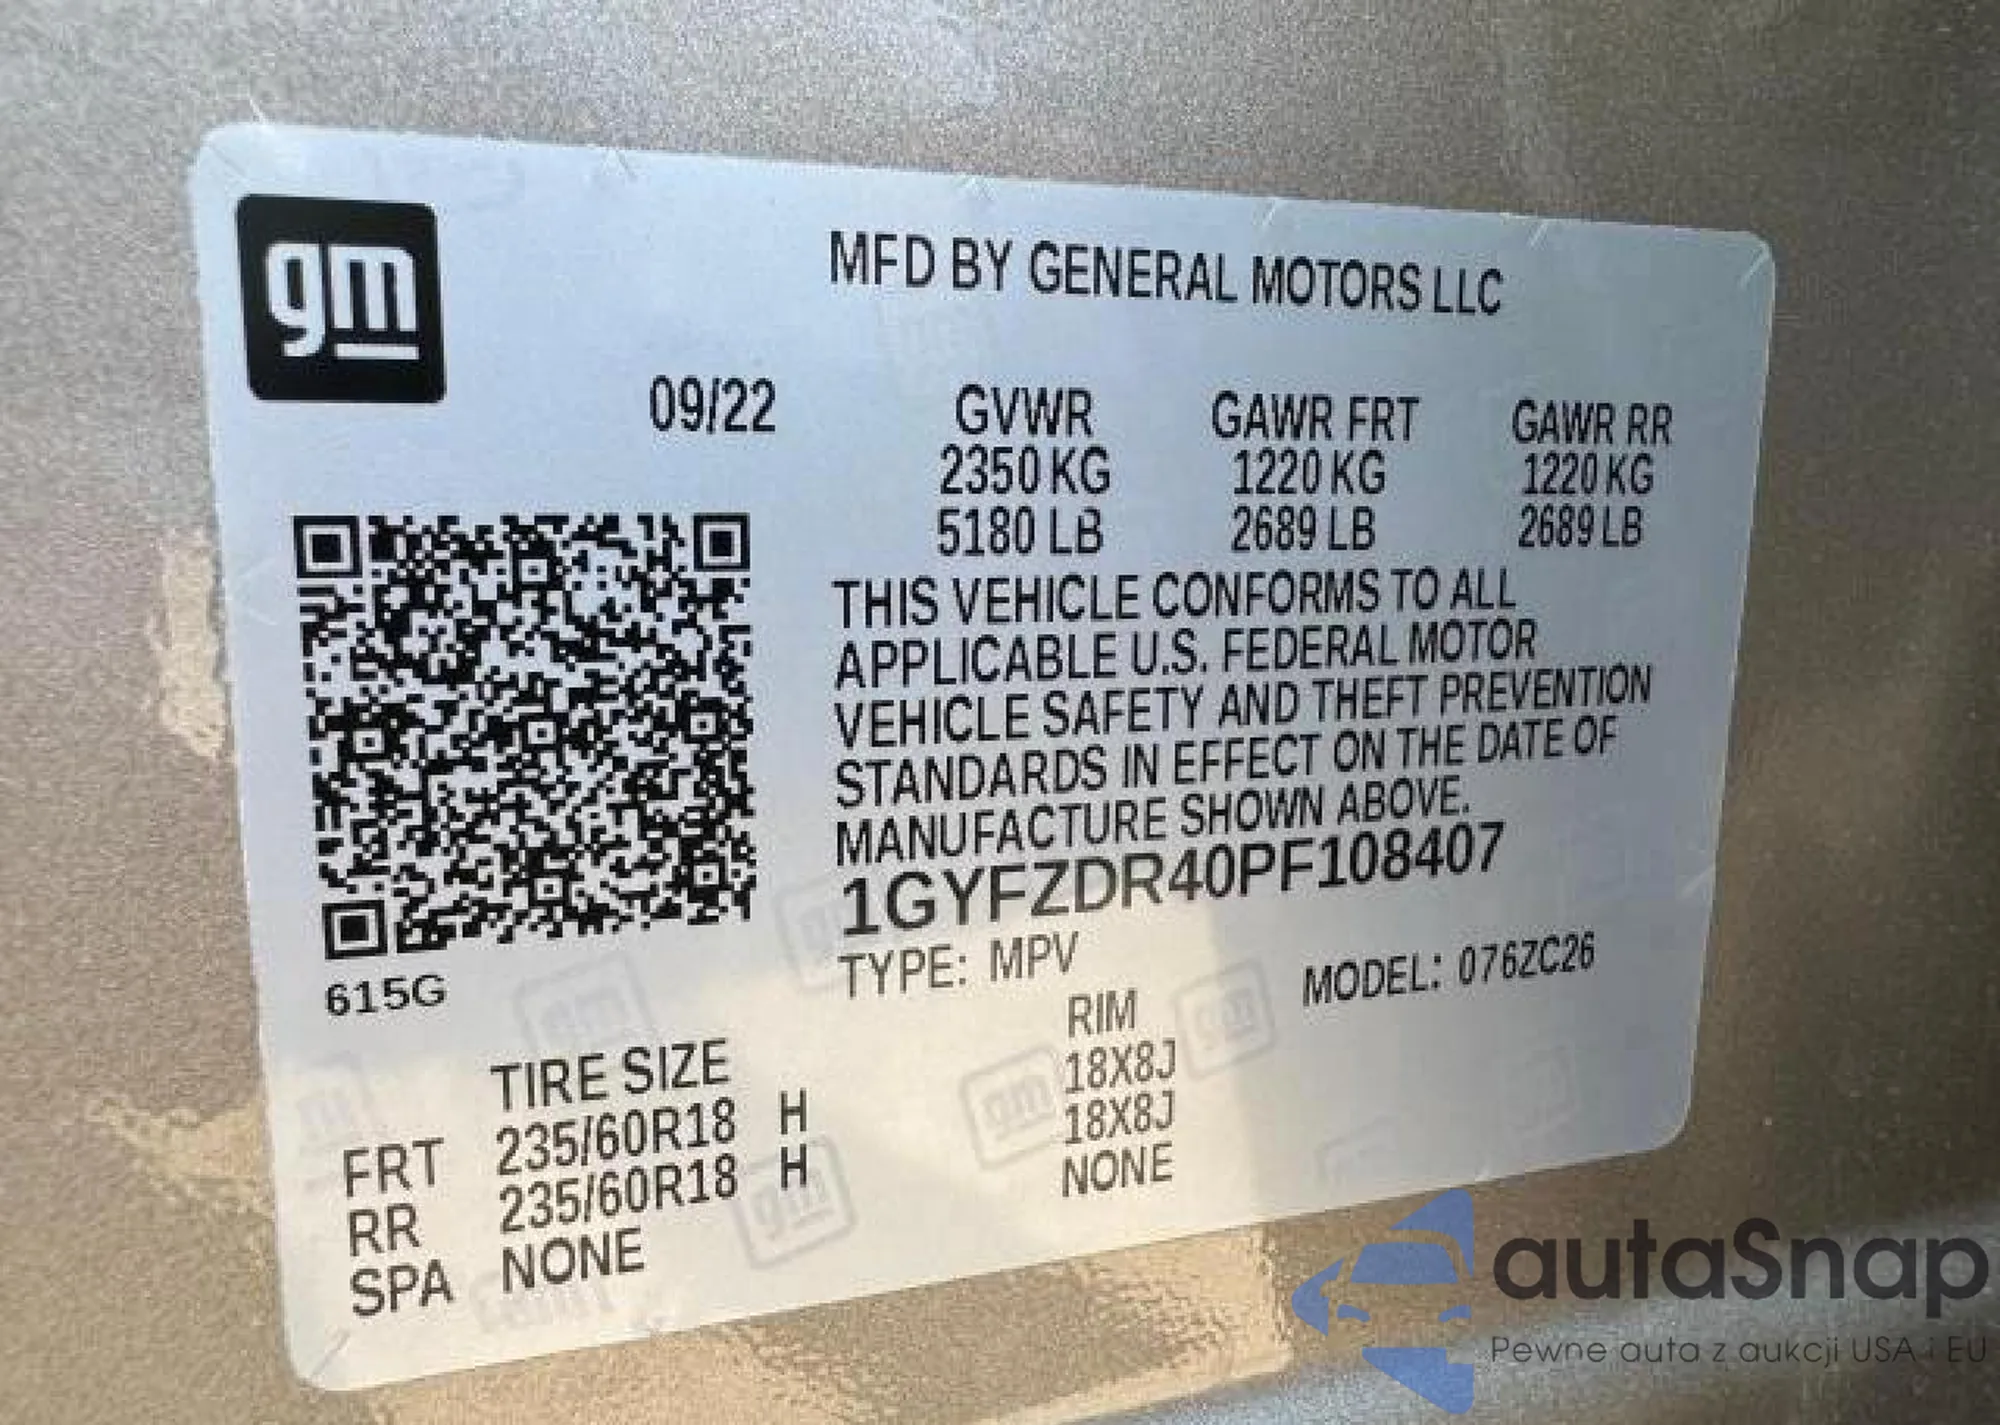 gm
MFD BY GENERAL MOTORS LLC
09/22 GVWR GAWR FRT GAWR RR
2350 KG 1220 KG 1220 KG
5180 LB 2689 LB 2689 LB
THIS VEHICLE CONFORMS TO ALL
APPLICABLE U.S. FEDERAL MOTOR
VEHICLE SAFETY AND THEFT PREVENTION
STANDARDS IN EFFECT ON THE DATE OF
MANUFACTURE SHOWN ABOVE.
1GYFZDR40PF108407
TYPE: MPV MODEL: 076ZC26
615G
TIRE SIZE RIM
FRT 235/60R18 H 18X8J
RR 235/60R18 H 18X8J
SPA NONE NONE
autaSnap
Pewne auta z aukcji USA i EU